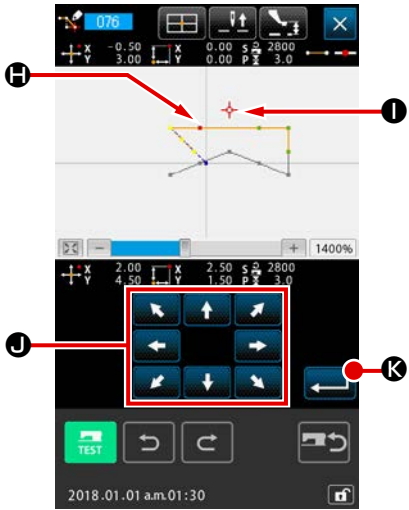 076
X -0.50 X 0.00 S 2800
Y 3.00 Y 0.00 P 3.0
H
I
− + 1400%
X 2.00 X 2.50 S 2800
Y 4.50 Y 1.50 P 3.0
J
K
TEST
2018.01.01 a.m.01:30